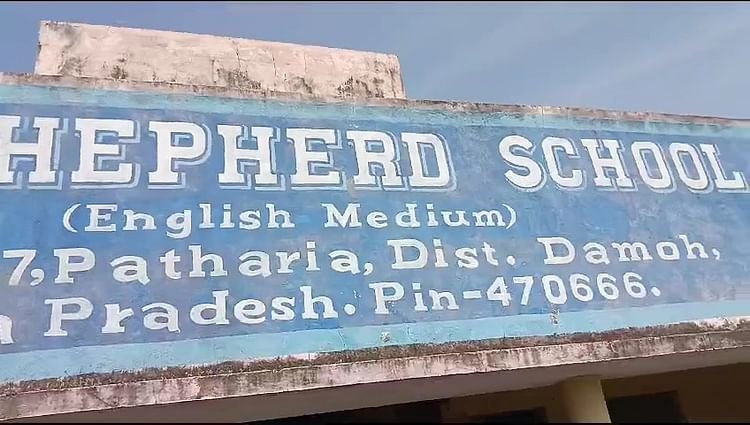 HEPHERD SCHOOL
(English Medium)
7, Patharia, Dist. Damoh,
a Pradesh. Pin-470666.